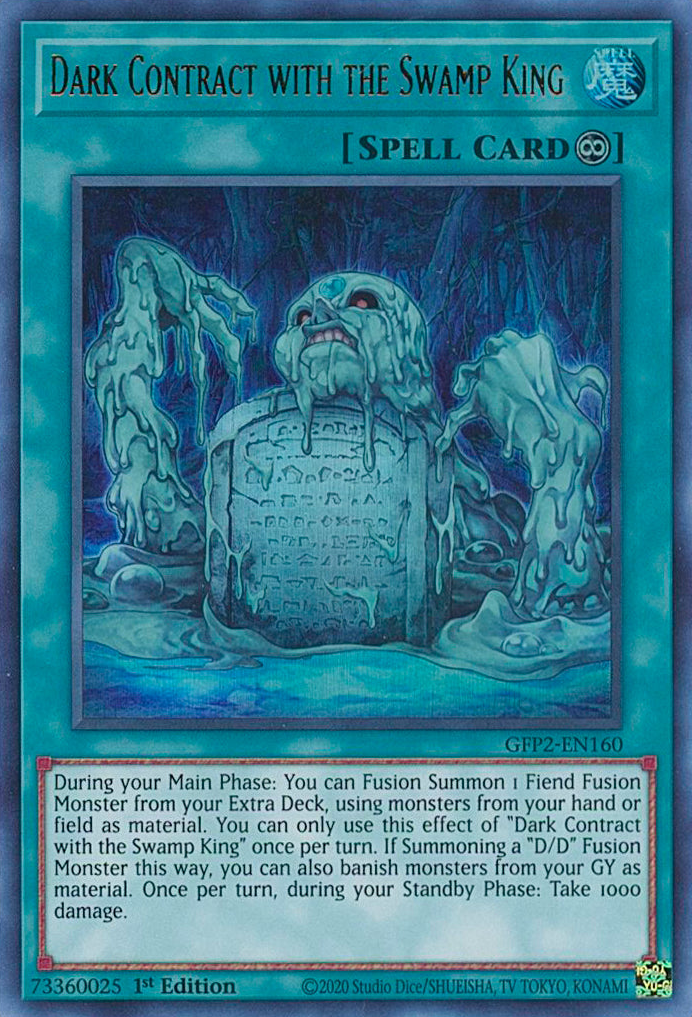 Dark Contract with the Swamp King
SPELL
魔
[Spell Card]
GFP2-EN160
During your Main Phase: You can Fusion Summon 1 Fiend Fusion
Monster from your Extra Deck, using monsters from your hand or
field as material. You can only use this effect of "Dark Contract
with the Swamp King" once per turn. If Summoning a "D/D" Fusion
Monster this way, you can also banish monsters from your GY as
material. Once per turn, during your Standby Phase: Take 1000
damage.
73360025 1st Edition
©2020 Studio Dice/SHUEISHA, TV TOKYO, KONAMI